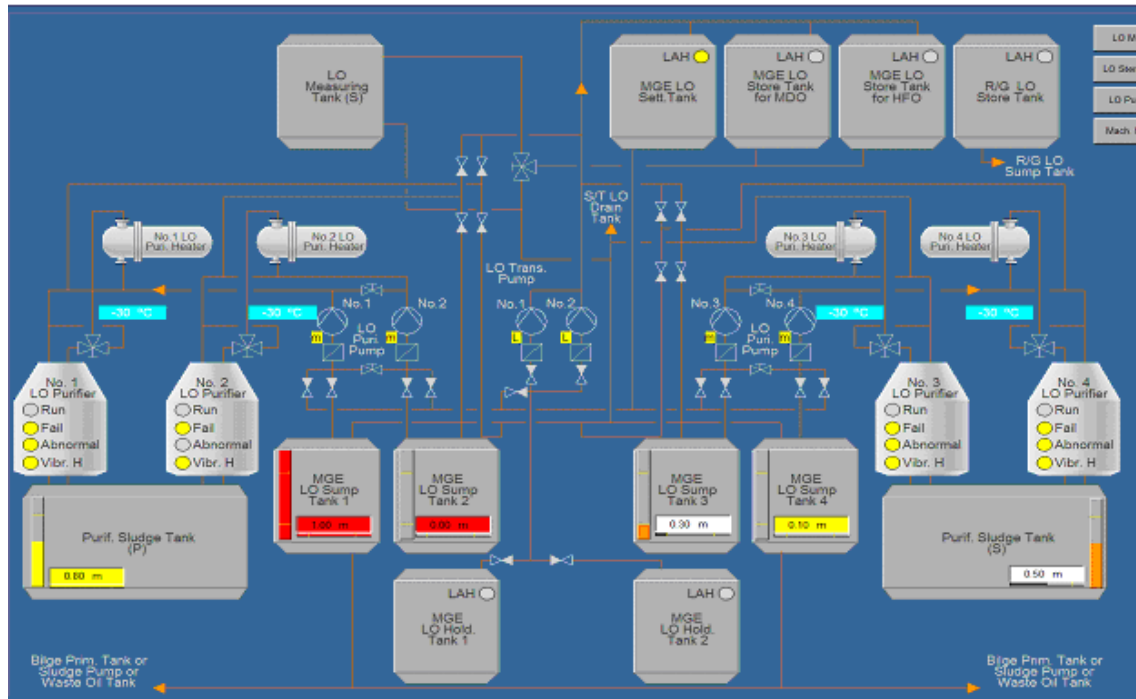 LO
Measuring
Tank (S)
LAH
MGE LO
Sett.Tank
LAH
MGE LO
Store Tank
for MDO
LAH
MGE LO
Store Tank
for HFO
R/G LO
Store Tank
LO
LO
LO
Mach.
R/G LO
Sump Tank
S/T LO
Drain
Tank
No.1 LO
Puri. Heater
No.2 LO
Puri. Heater
No.3 LO
Puri. Heater
No.4 LO
Puri. Heater
LO Trans.
Pump
-30 °C
-30 °C
No.1
No.2
No.1
No.2
No.3
No.4
-30 °C
-30 °C
LO
Puri.
Pump
LO
Puri.
Pump
m
m
L
L
m
m
No. 1
LO Purifier
Run
Fail
Abnormal
Vibr. H
No. 2
LO Purifier
Run
Fail
Abnormal
Vibr. H
No. 3
LO Purifier
Run
Fail
Abnormal
Vibr. H
No. 4
LO Purifier
Run
Fail
Abnormal
Vibr. H
MGE
LO Sump
Tank 1
1.00 m
MGE
LO Sump
Tank 2
0.00 m
MGE
LO Sump
Tank 3
0.30 m
MGE
LO Sump
Tank 4
0.10 m
Purif. Sludge Tank
(P)
0.80 m
Purif. Sludge Tank
(S)
0.50 m
LAH
MGE
LO Hold.
Tank 1
LAH
MGE
LO Hold.
Tank 2
Bilge Prim. Tank or
Sludge Pump or
Waste Oil Tank
Bilge Prim. Tank or
Sludge Pump or
Waste Oil Tank